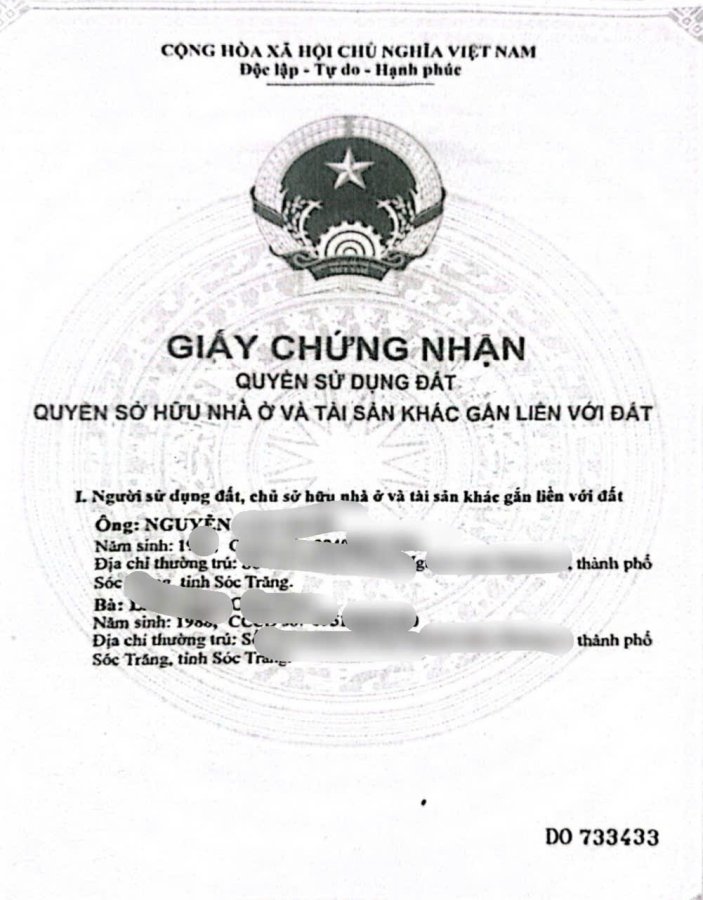 CỘNG HÒA XÃ HỘI CHỦ NGHĨA VIỆT NAM
Độc lập - Tự do - Hạnh phúc
GIẤY CHỨNG NHẬN
QUYỀN SỬ DỤNG ĐẤT
QUYỀN SỞ HỮU NHÀ Ở VÀ TÀI SẢN KHÁC GẮN LIỀN VỚI ĐẤT
I. Người sử dụng đất, chủ sở hữu nhà ở và tài sản khác gắn liền với đất
Ông: NGUYỄN
Năm sinh:
Địa chỉ thường trú: thành phố
Sóc tỉnh Sóc Trăng.
Bà:
Năm sinh: 1988,
Địa chỉ thường trú: thành phố
Sóc Trăng, tỉnh Sóc Trăng.
DO 733433